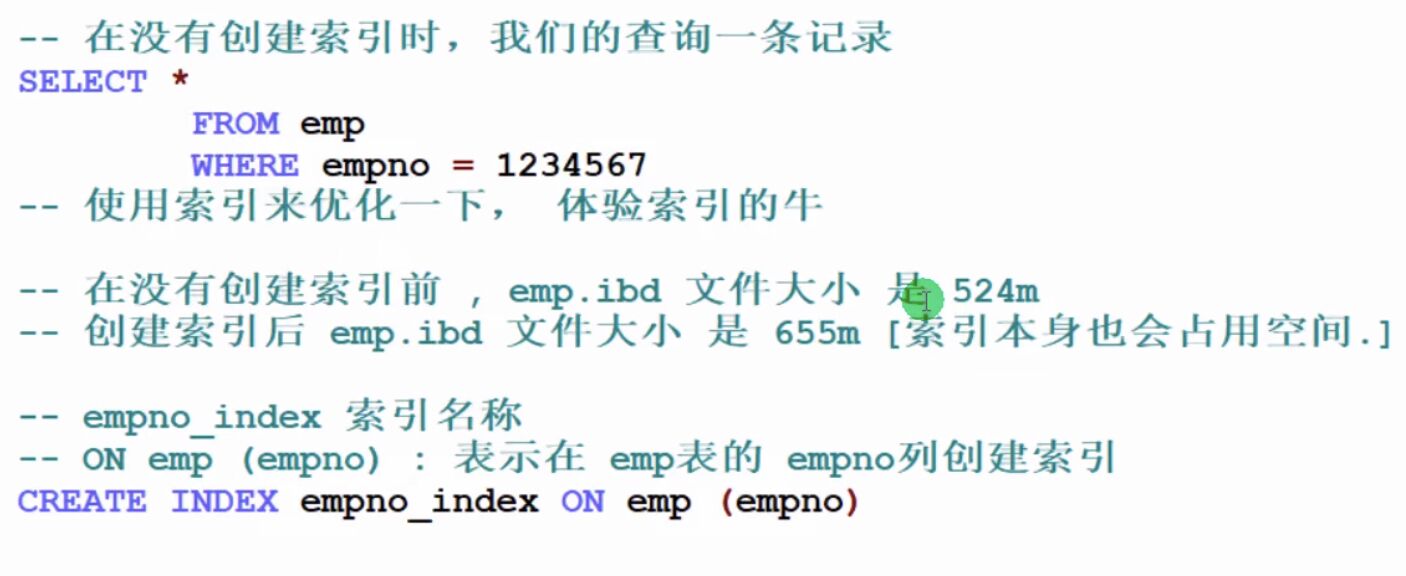 -- 在没有创建索引时，我们的查询一条记录
SELECT *
FROM emp
WHERE empno = 1234567
-- 使用索引来优化一下， 体验索引的牛
-- 在没有创建索引前 , emp.ibd 文件大小 是 524m
-- 创建索引后 emp.ibd 文件大小 是 655m [索引本身也会占用空间.]
-- empno_index 索引名称
-- ON emp (empno) : 表示在 emp表的 empno列创建索引
CREATE INDEX empno_index ON emp (empno)